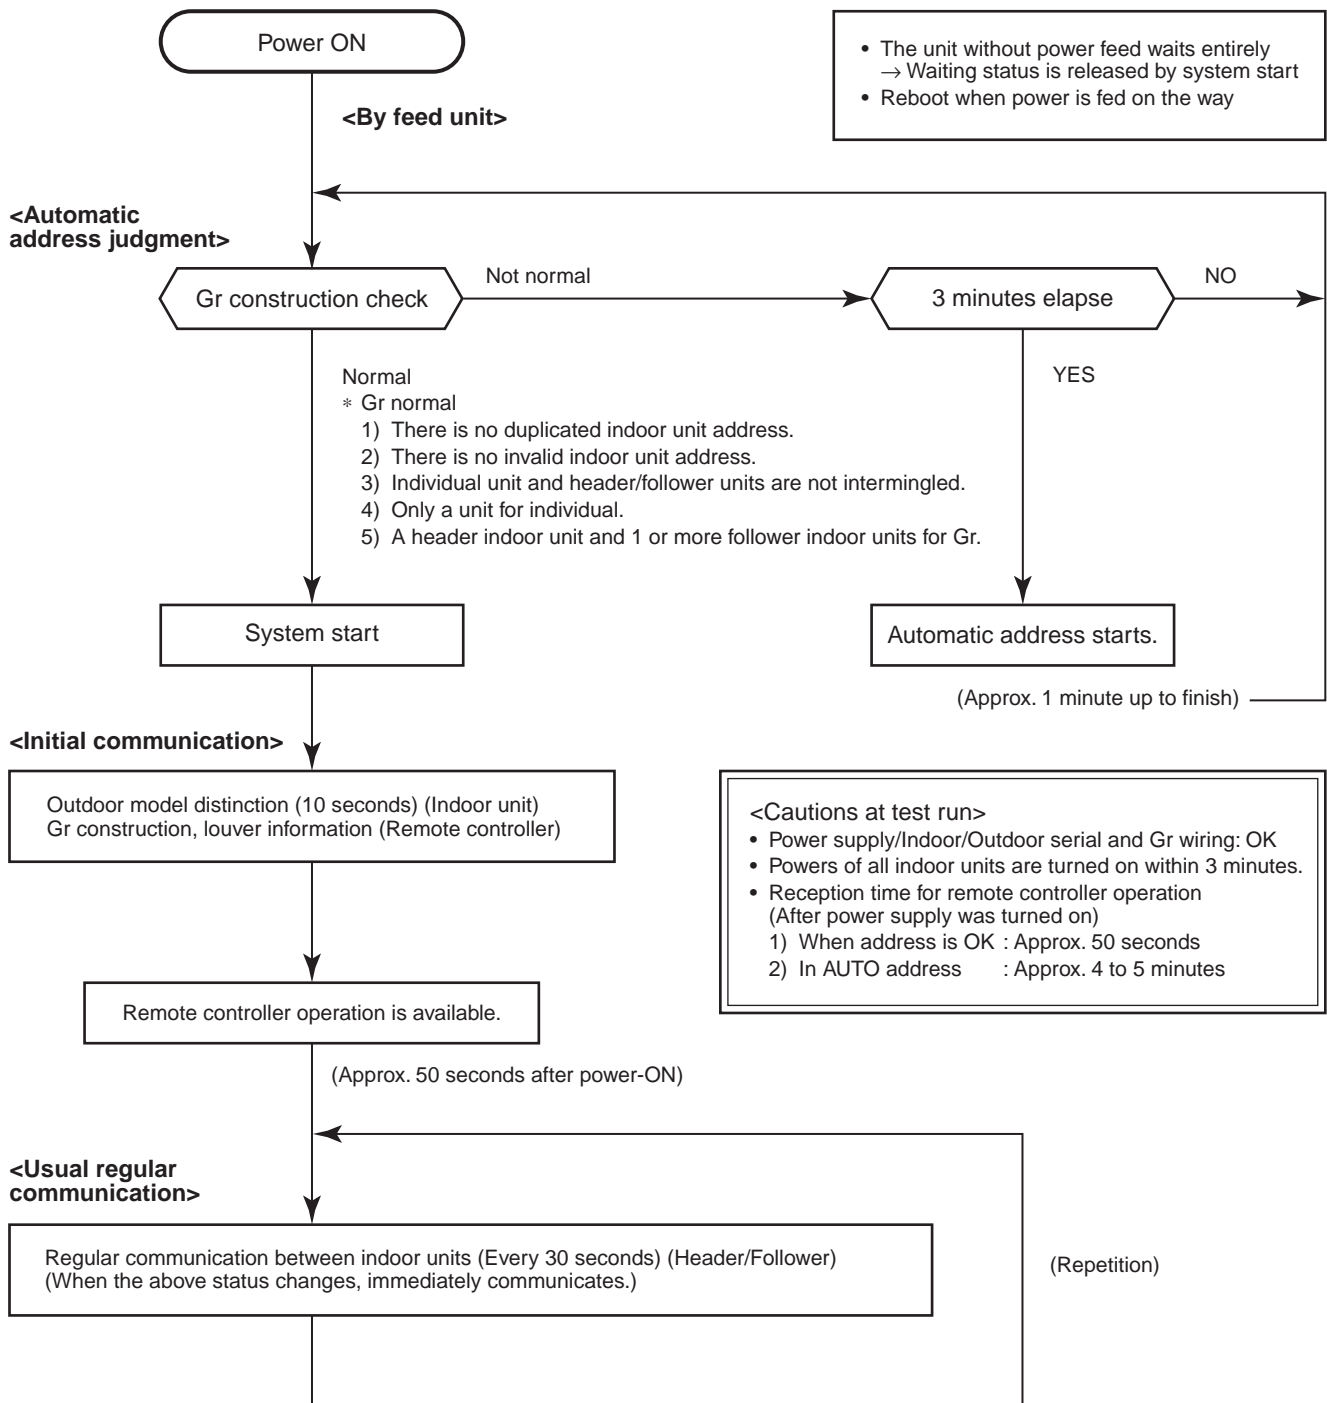 Power ON
• The unit without power feed waits entirely
→ Waiting status is released by system start
• Reboot when power is fed on the way
<By feed unit>
<Automatic
address judgment>
Gr construction check
Not normal
3 minutes elapse
NO
Normal
* Gr normal
1) There is no duplicated indoor unit address.
2) There is no invalid indoor unit address.
3) Individual unit and header/follower units are not intermingled.
4) Only a unit for individual.
5) A header indoor unit and 1 or more follower indoor units for Gr.
YES
System start
Automatic address starts.
(Approx. 1 minute up to finish)
<Initial communication>
Outdoor model distinction (10 seconds) (Indoor unit)
Gr construction, louver information (Remote controller)
<Cautions at test run>
• Power supply/Indoor/Outdoor serial and Gr wiring: OK
• Powers of all indoor units are turned on within 3 minutes.
• Reception time for remote controller operation
(After power supply was turned on)
1) When address is OK : Approx. 50 seconds
2) In AUTO address : Approx. 4 to 5 minutes
Remote controller operation is available.
(Approx. 50 seconds after power-ON)
<Usual regular
communication>
Regular communication between indoor units (Every 30 seconds) (Header/Follower)
(When the above status changes, immediately communicates.)
(Repetition)